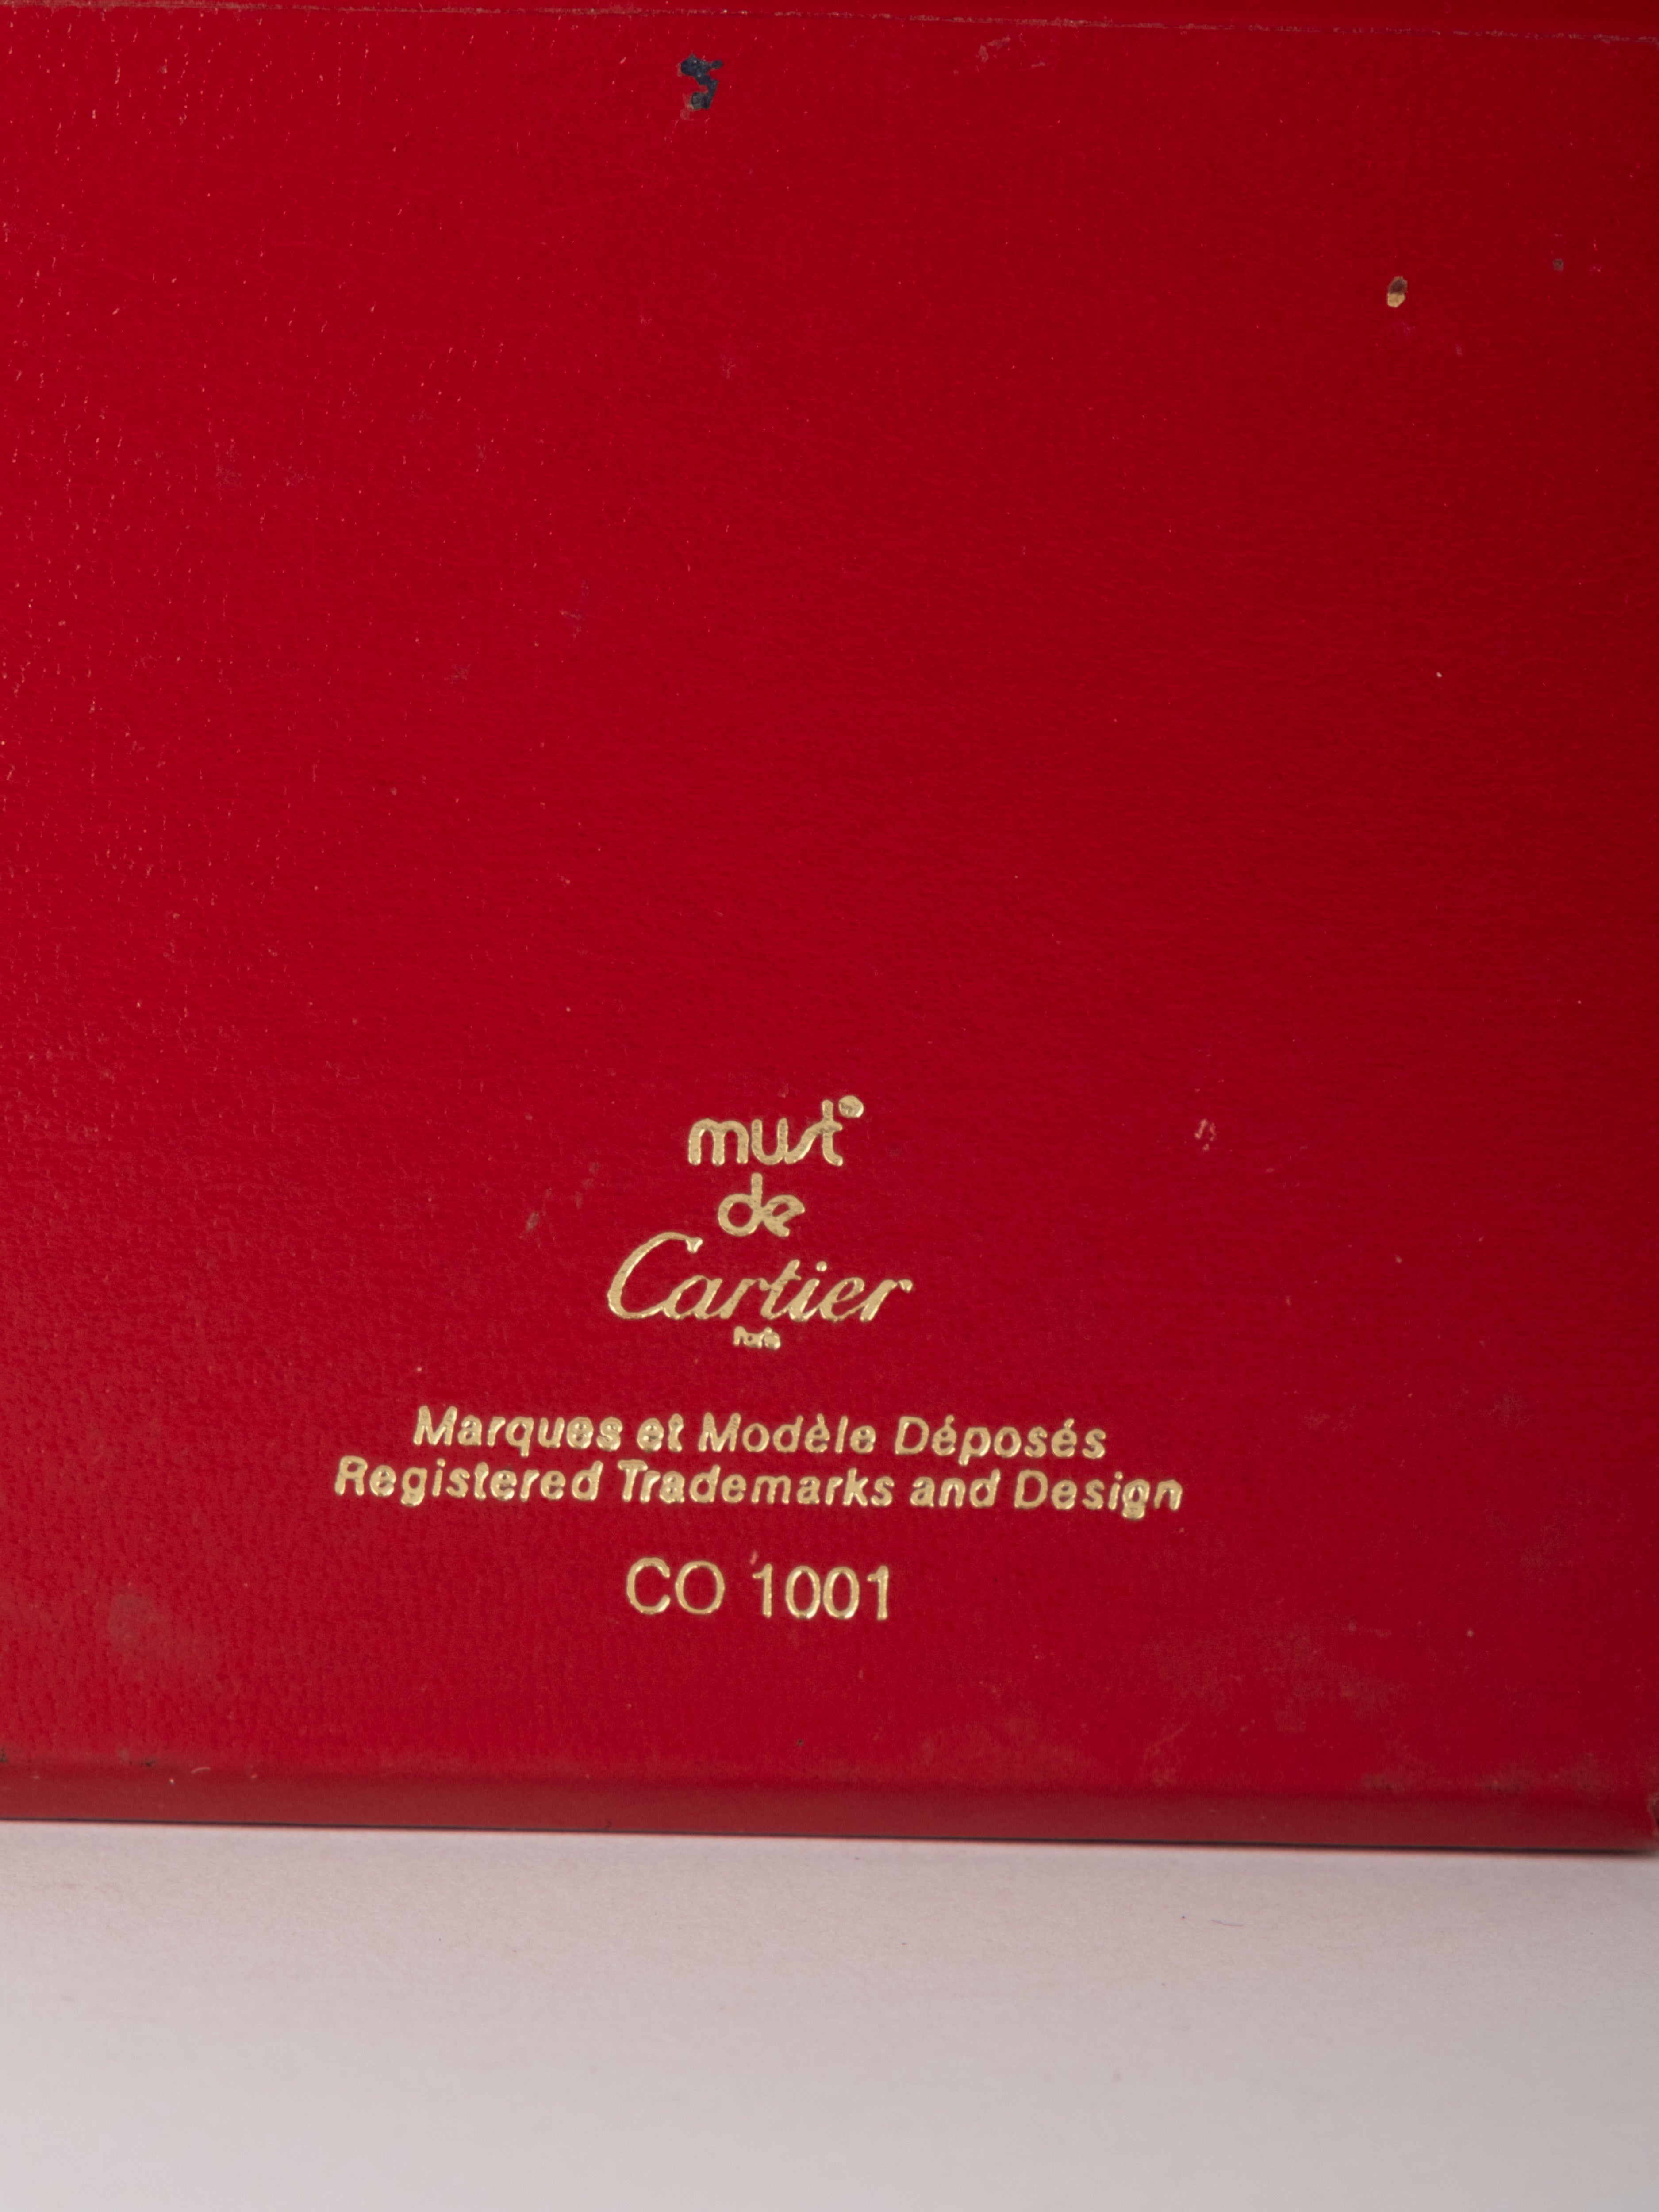 must
de
Cartier
Paris
Marques et Modèle Déposés
Registered Trademarks and Design
CO 1001